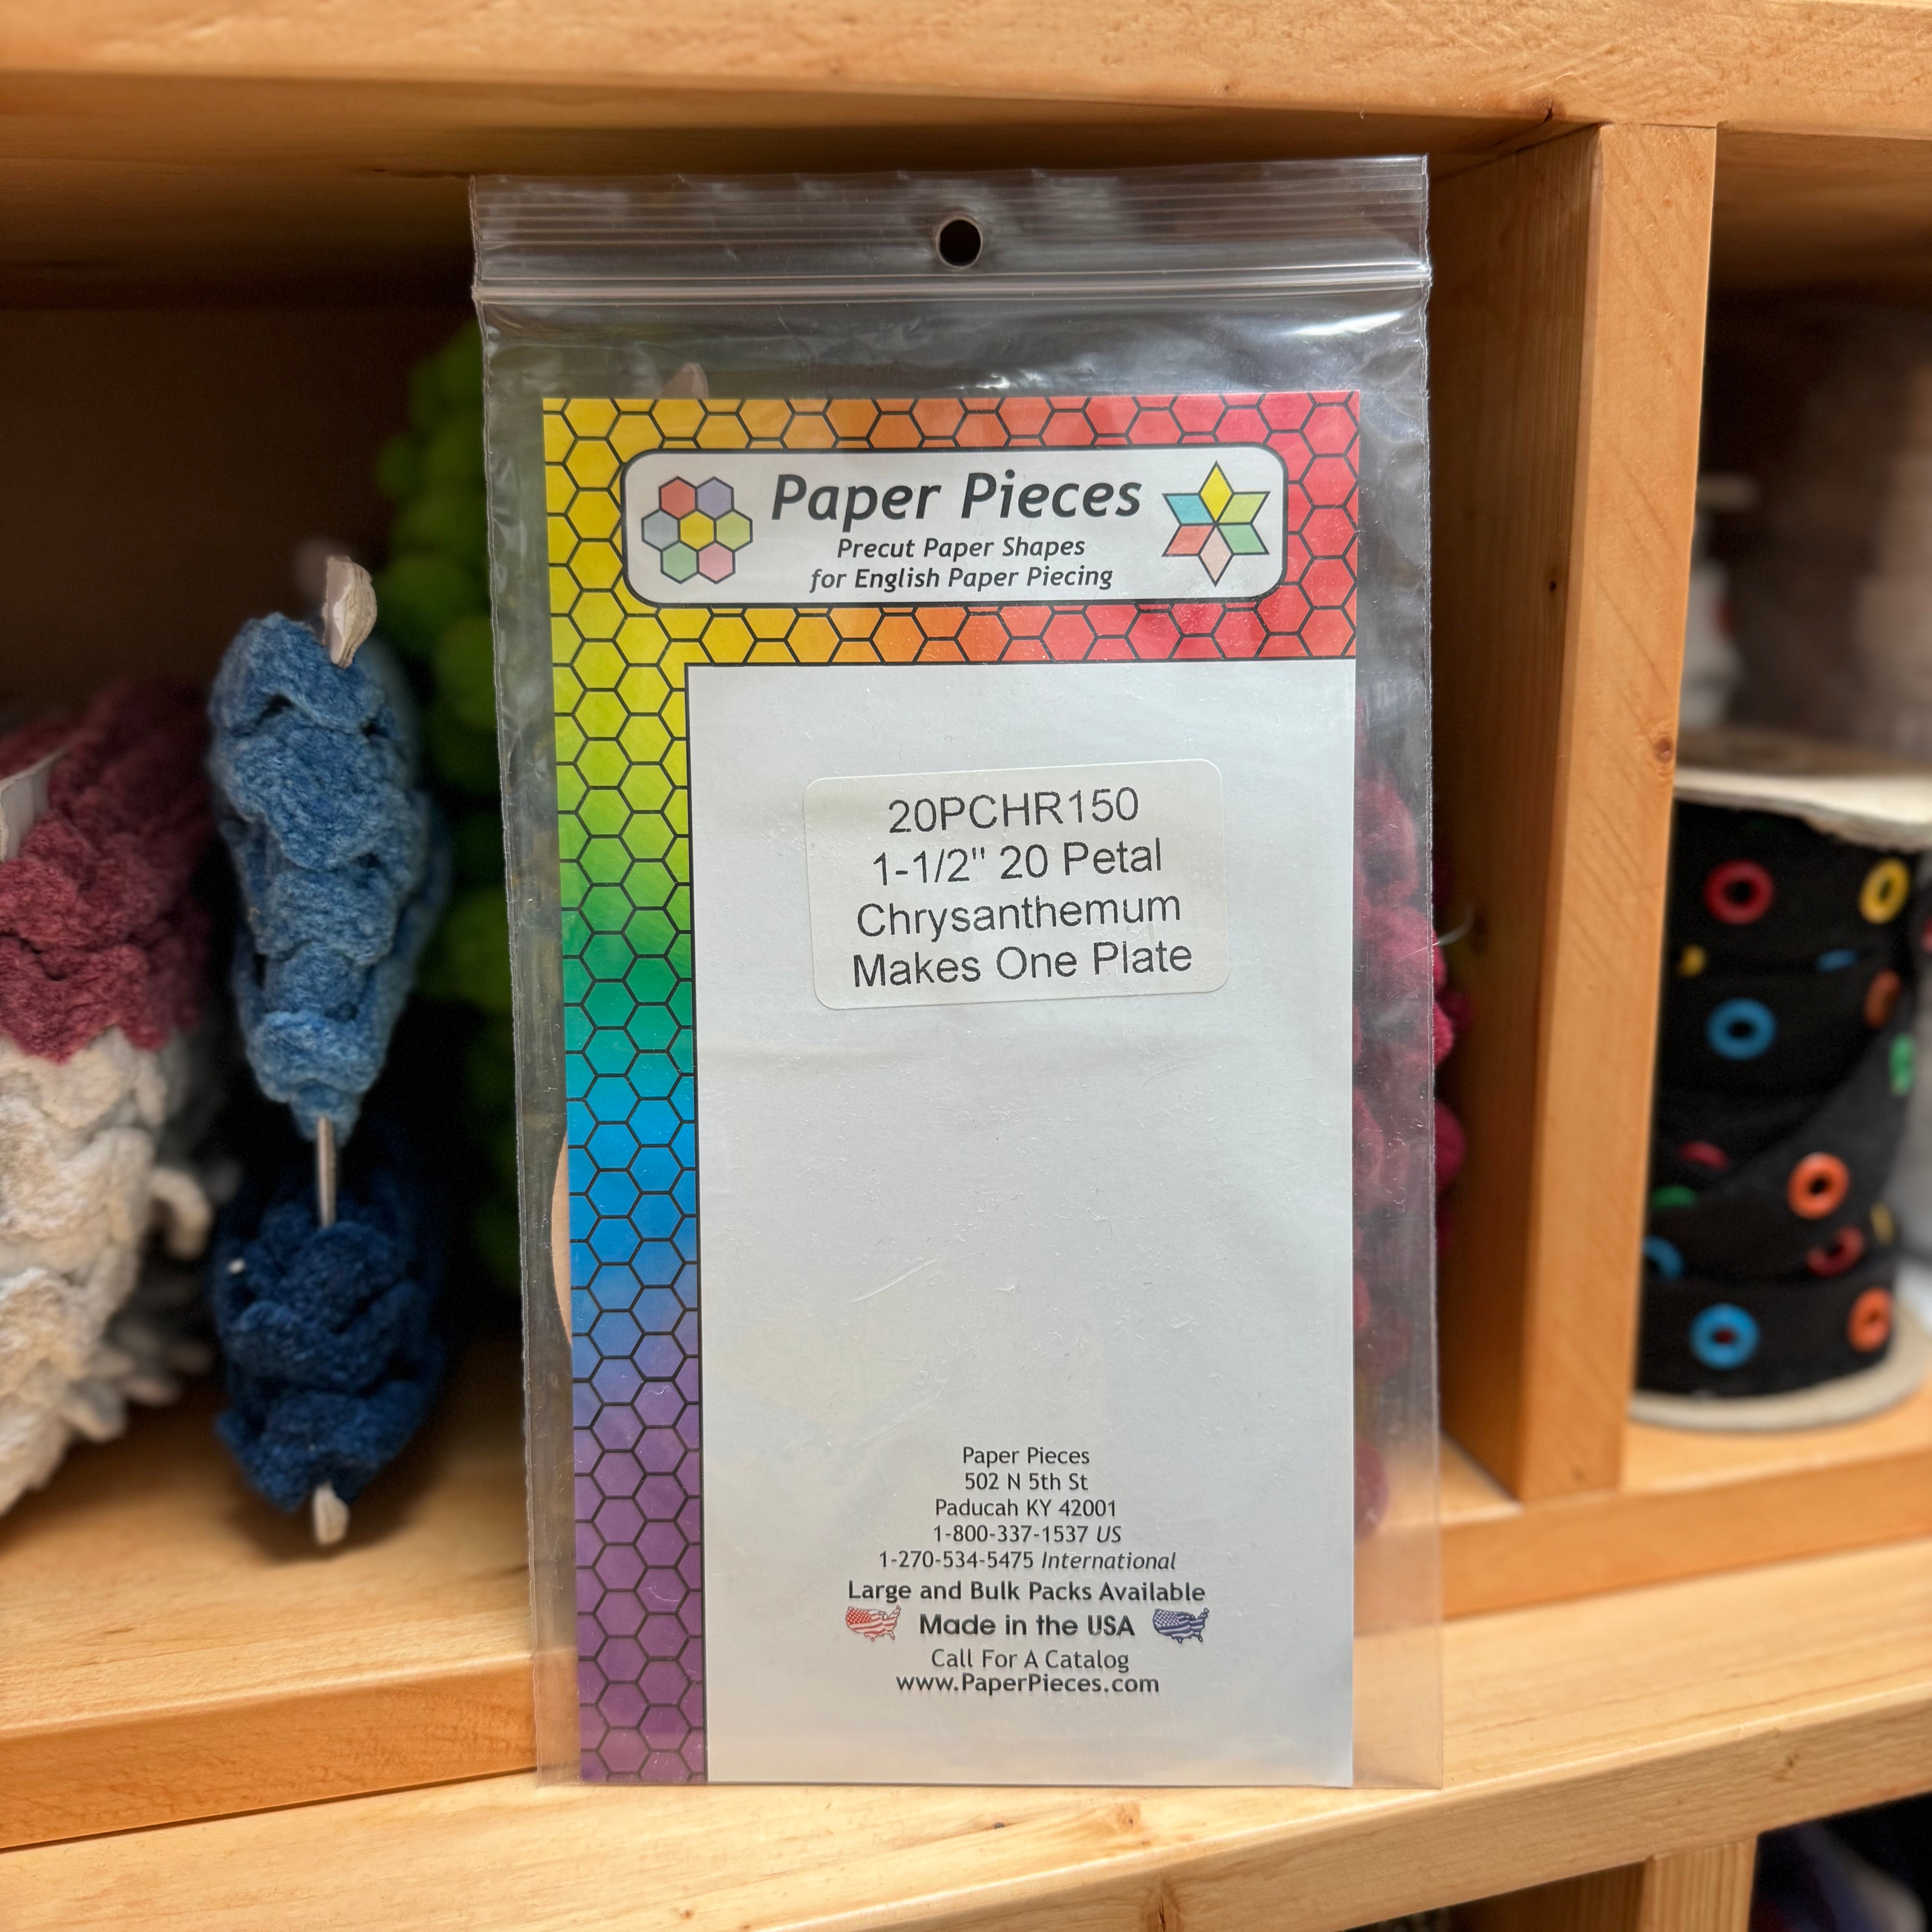 Paper Pieces
Precut Paper Shapes
for English Paper Piecing
20PCHR150
1-1/2" 20 Petal
Chrysanthemum
Makes One Plate
Paper Pieces
502 N 5th St
Paducah KY 42001
1-800-337-1537 US
1-270-534-5475 International
Large and Bulk Packs Available
Made in the USA
Call For A Catalog
www.PaperPieces.com